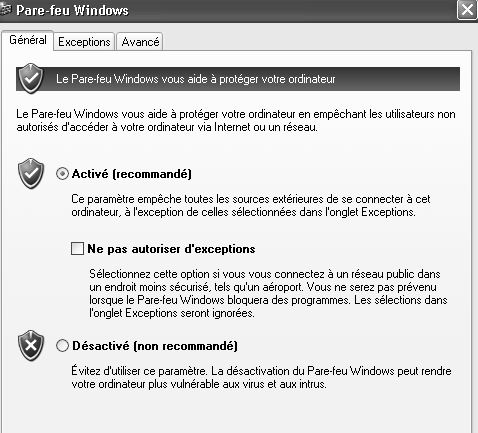 Pare-feu Windows
Général
Exceptions
Avancé
Le Pare-feu Windows vous aide à protéger votre ordinateur
Le Pare-feu Windows vous aide à protéger votre ordinateur en empêchant les utilisateurs non
autorisés d'accéder à votre ordinateur via Internet ou un réseau.
Activé (recommandé)
Ce paramètre empêche toutes les sources extérieures de se connecter à cet
ordinateur, à l'exception de celles sélectionnées dans l'onglet Exceptions.
Ne pas autoriser d'exceptions
Sélectionnez cette option si vous vous connectez à un réseau public dans
un endroit moins sécurisé, tels qu'un aéroport. Vous ne serez pas prévenu
lorsque le Pare-feu Windows bloquera des programmes. Les sélections dans
l'onglet Exceptions seront ignorées.
Désactivé (non recommandé)
Évitez d'utiliser ce paramètre. La désactivation du Pare-feu Windows peut rendre
votre ordinateur plus vulnérable aux virus et aux intrus.